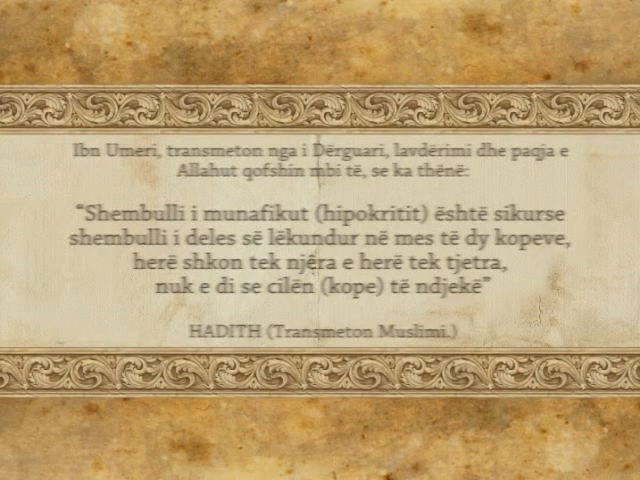 Ibn Umeri, transmeton nga i Dërguari, lavdërimi dhe paqja e
Allahut qofshin mbi të, se ka thënë:
“Shembulli i munafikut (hipokritit) është sikurse
shembulli i deles së lëkundur në mes të dy kopeve,
herë shkon tek njëra e herë tek tjetra,
nuk e di se cilën (kope) të ndjekë”
HADITH (Transmeton Muslimi.)